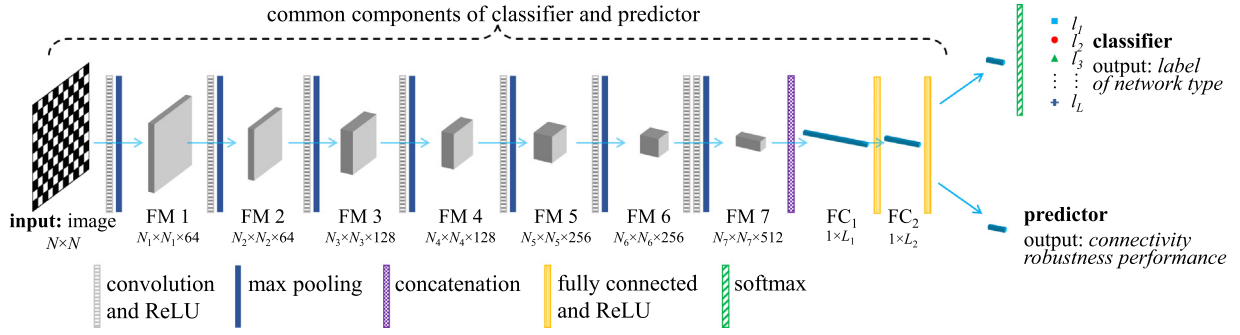 common components of classifier and predictor
l1
l2
l3
⋮ ⋮
lL
classifier
output: label
of network type
input: image
N×N
FM 1
N1×N1×64
FM 2
N2×N2×64
FM 3
N3×N3×128
FM 4
N4×N4×128
FM 5
N5×N5×256
FM 6
N6×N6×256
FM 7
N7×N7×512
FC1
1×L1
FC2
1×L2
predictor
output: connectivity
robustness performance
convolution
and ReLU
max pooling
concatenation
fully connected
and ReLU
softmax